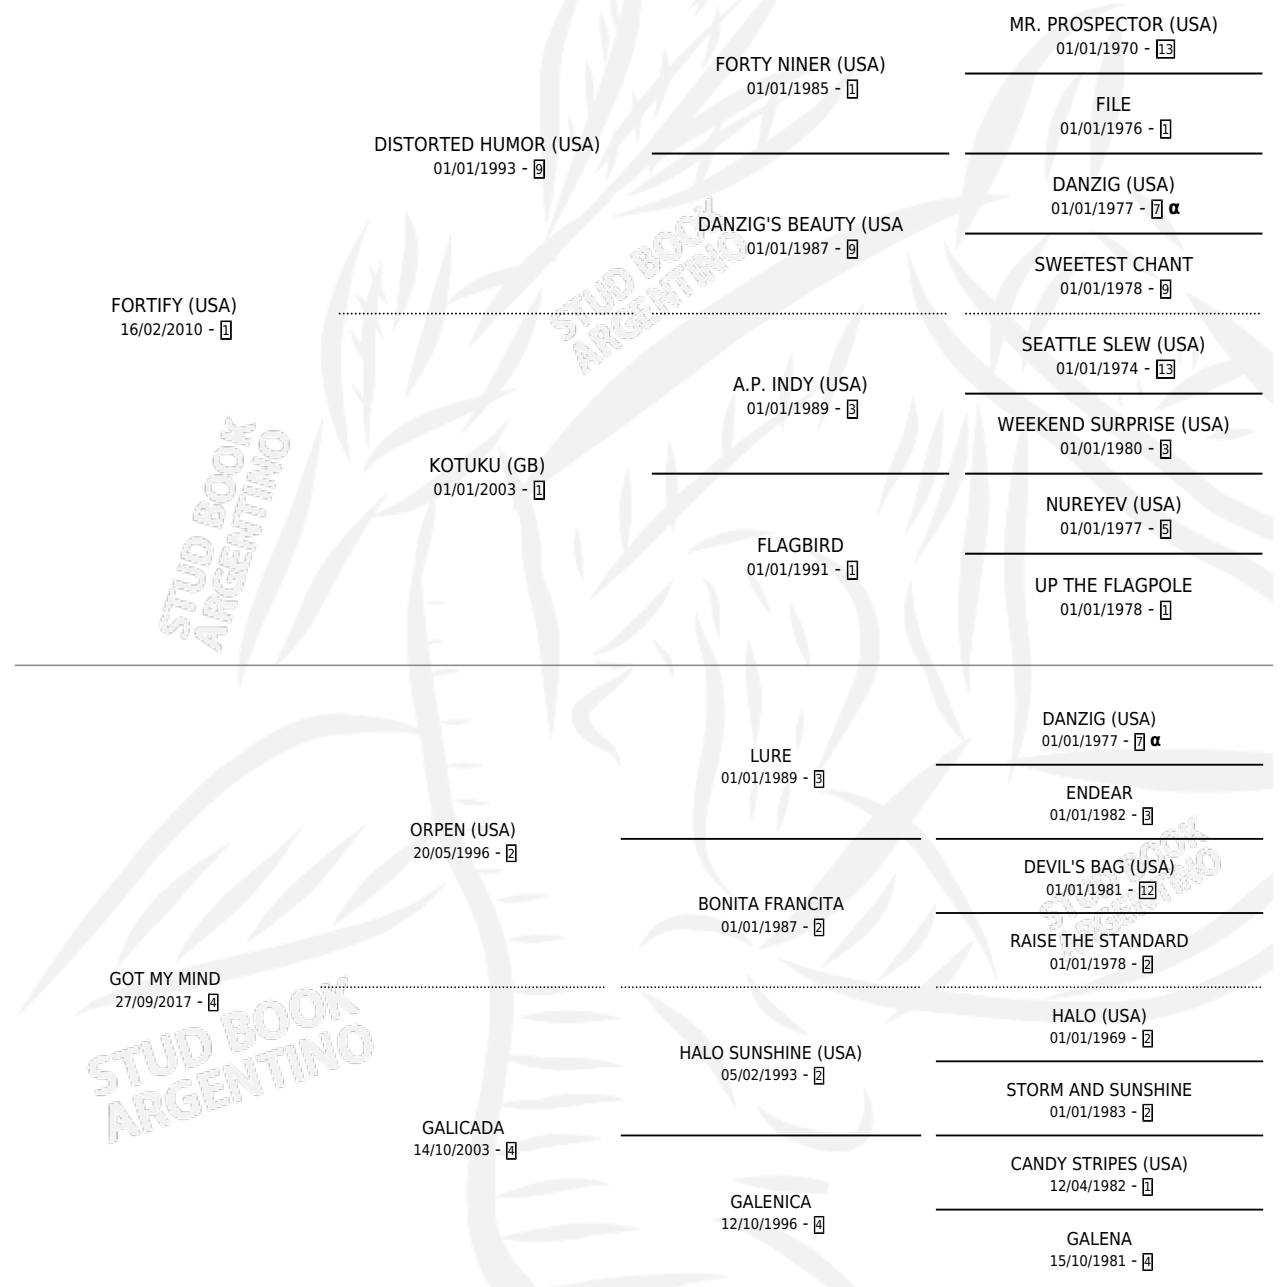 MR. PROSPECTOR (USA)
01/01/1970 - 13
FORTY NINER (USA)
01/01/1985 - 1
FILE
01/01/1976 - 1
DISTORTED HUMOR (USA)
01/01/1993 - 9
DANZIG (USA)
01/01/1977 - 7 α
DANZIG'S BEAUTY (USA
01/01/1987 - 9
SWEETEST CHANT
01/01/1978 - 9
FORTIFY (USA)
16/02/2010 - 1
SEATTLE SLEW (USA)
01/01/1974 - 13
A.P. INDY (USA)
01/01/1989 - 3
WEEKEND SURPRISE (USA)
01/01/1980 - 3
KOTUKU (GB)
01/01/2003 - 1
NUREYEV (USA)
01/01/1977 - 5
FLAGBIRD
01/01/1991 - 1
UP THE FLAGPOLE
01/01/1978 - 1
DANZIG (USA)
01/01/1977 - 7 α
LURE
01/01/1989 - 3
ENDEAR
01/01/1982 - 3
ORPEN (USA)
20/05/1996 - 2
DEVIL'S BAG (USA)
01/01/1981 - 12
BONITA FRANCITA
01/01/1987 - 2
RAISE THE STANDARD
01/01/1978 - 2
GOT MY MIND
27/09/2017 - 4
HALO (USA)
01/01/1969 - 2
HALO SUNSHINE (USA)
05/02/1993 - 2
STORM AND SUNSHINE
01/01/1983 - 2
GALICADA
14/10/2003 - 4
CANDY STRIPES (USA)
12/04/1982 - 1
GALENICA
12/10/1996 - 4
GALENA
15/10/1981 - 4
STUD BOOK
ARGENTINO
STUD BOOK
ARGENTINO
STUD BOOK
ARGENTINO
STUD BOOK
ARGENTINO